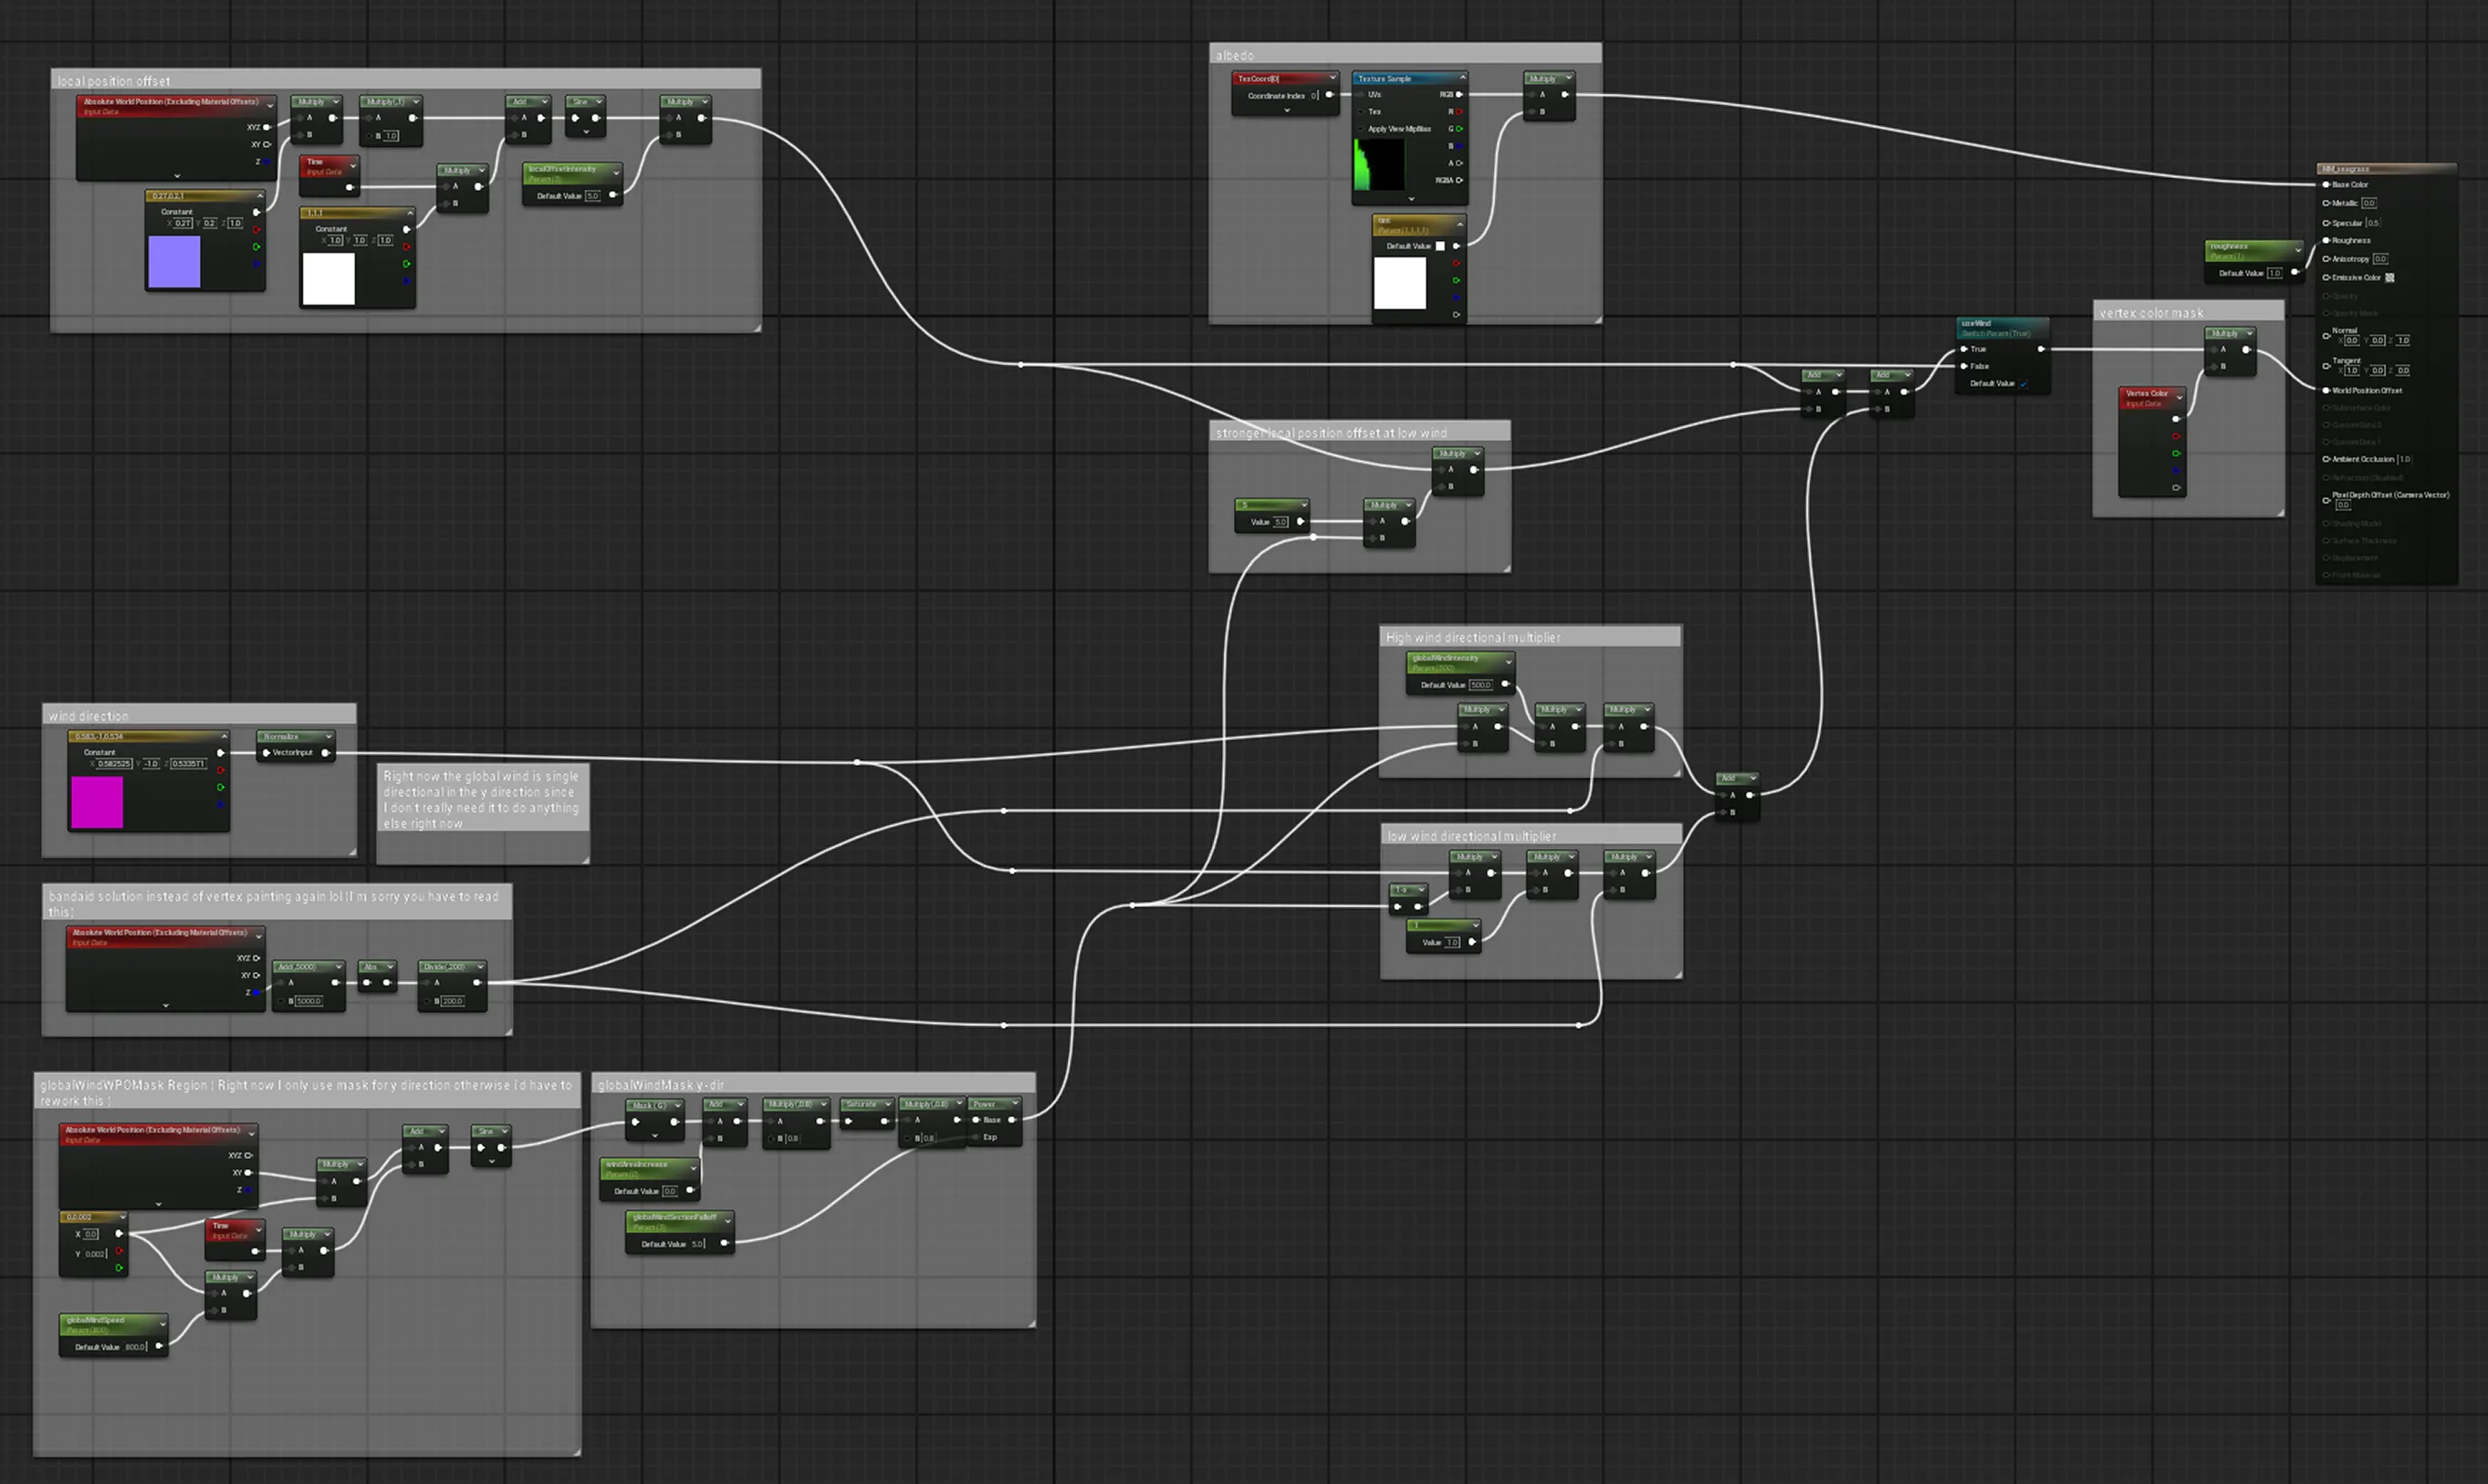 local position offset
Absolute World Position (Excluding Material Offsets)
Input Data
XYZ
XY
Z
Multiply
A
B
Multiply(,1)
A
B 1.0
Add
A
B
Sine
Multiply
A
B
Time
Input Data
Multiply
A
B
localOffsetIntensity
Param (5)
Default Value 5.0
0.27,0.2,1
Constant
X 0.27 Y 0.2 Z 1.0
1,1,1
Constant
X 1.0 Y 1.0 Z 1.0
albedo
TexCoord[0]
Coordinate Index 0
Texture Sample
UVs
Tex
Apply View MipBias
RGB
R
G
B
A
RGBA
Multiply
A
B
tint
Param (1,1,1,1)
Default Value
MM_seagrass
Base Color
Metallic 0.0
Specular 0.5
Roughness
Anisotropy 0.0
Emissive Color
Opacity
Opacity Mask
Normal
X 0.0 Y 0.0 Z 1.0
Tangent
X 1.0 Y 0.0 Z 0.0
World Position Offset
Subsurface Color
Custom Data 0
Custom Data 1
Ambient Occlusion 1.0
Refraction (Disabled)
Pixel Depth Offset (Camera Vector)
0.0
Shading Model
Surface Thickness
Displacement
Front Material
roughness
Param (1)
Default Value 1.0
vertex color mask
Multiply
A
B
Vertex Color
Input Data
useWind
Switch Param (True)
True
False
Default Value
Add
A
B
Add
A
B
stronger local position offset at low wind
Multiply
A
B
5
Value 5.0
Multiply
A
B
High wind directional multiplier
globalWindIntensity
Param (500)
Default Value 500.0
Multiply
A
B
Multiply
A
B
Multiply
A
B
wind direction
0.583,-1,0.534
Constant
X 0.582525 Y -1.0 Z 0.533571
Normalize
VectorInput
Right now the global wind is single
directional in the y direction since
I don't really need it to do anything
else right now
Add
A
B
low wind directional multiplier
Multiply
A
B
Multiply
A
B
Multiply
A
B
1-x
1
Value 1.0
bandaid solution instead of vertex painting again lol (I'm sorry you have to read
this)
Absolute World Position (Excluding Material Offsets)
Input Data
XYZ
XY
Z
Add(,5000)
A
B 5000.0
Abs
Divide(,200)
A
B 200.0
globalWindWPOMask Region ( Right now I only use mask for y direction otherwise i'd have to
rework this )
Absolute World Position (Excluding Material Offsets)
Input Data
XYZ
XY
Z
Multiply
A
B
Add
A
B
Sine
0,0.002
X 0.0
Y 0.002
Time
Input Data
Multiply
A
B
Multiply
A
B
globalWindSpeed
Param (800)
Default Value 800.0
globalWindMask y-dir
Mask ( G )
Add
A
B
Multiply(,0.8)
A
B 0.8
Saturate
Multiply(,0.8)
A
B 0.8
Power
Base
Exp
windAreaIncrease
Param (0)
Default Value 0.0
globalWindSectionFalloff
Param (5)
Default Value 5.0